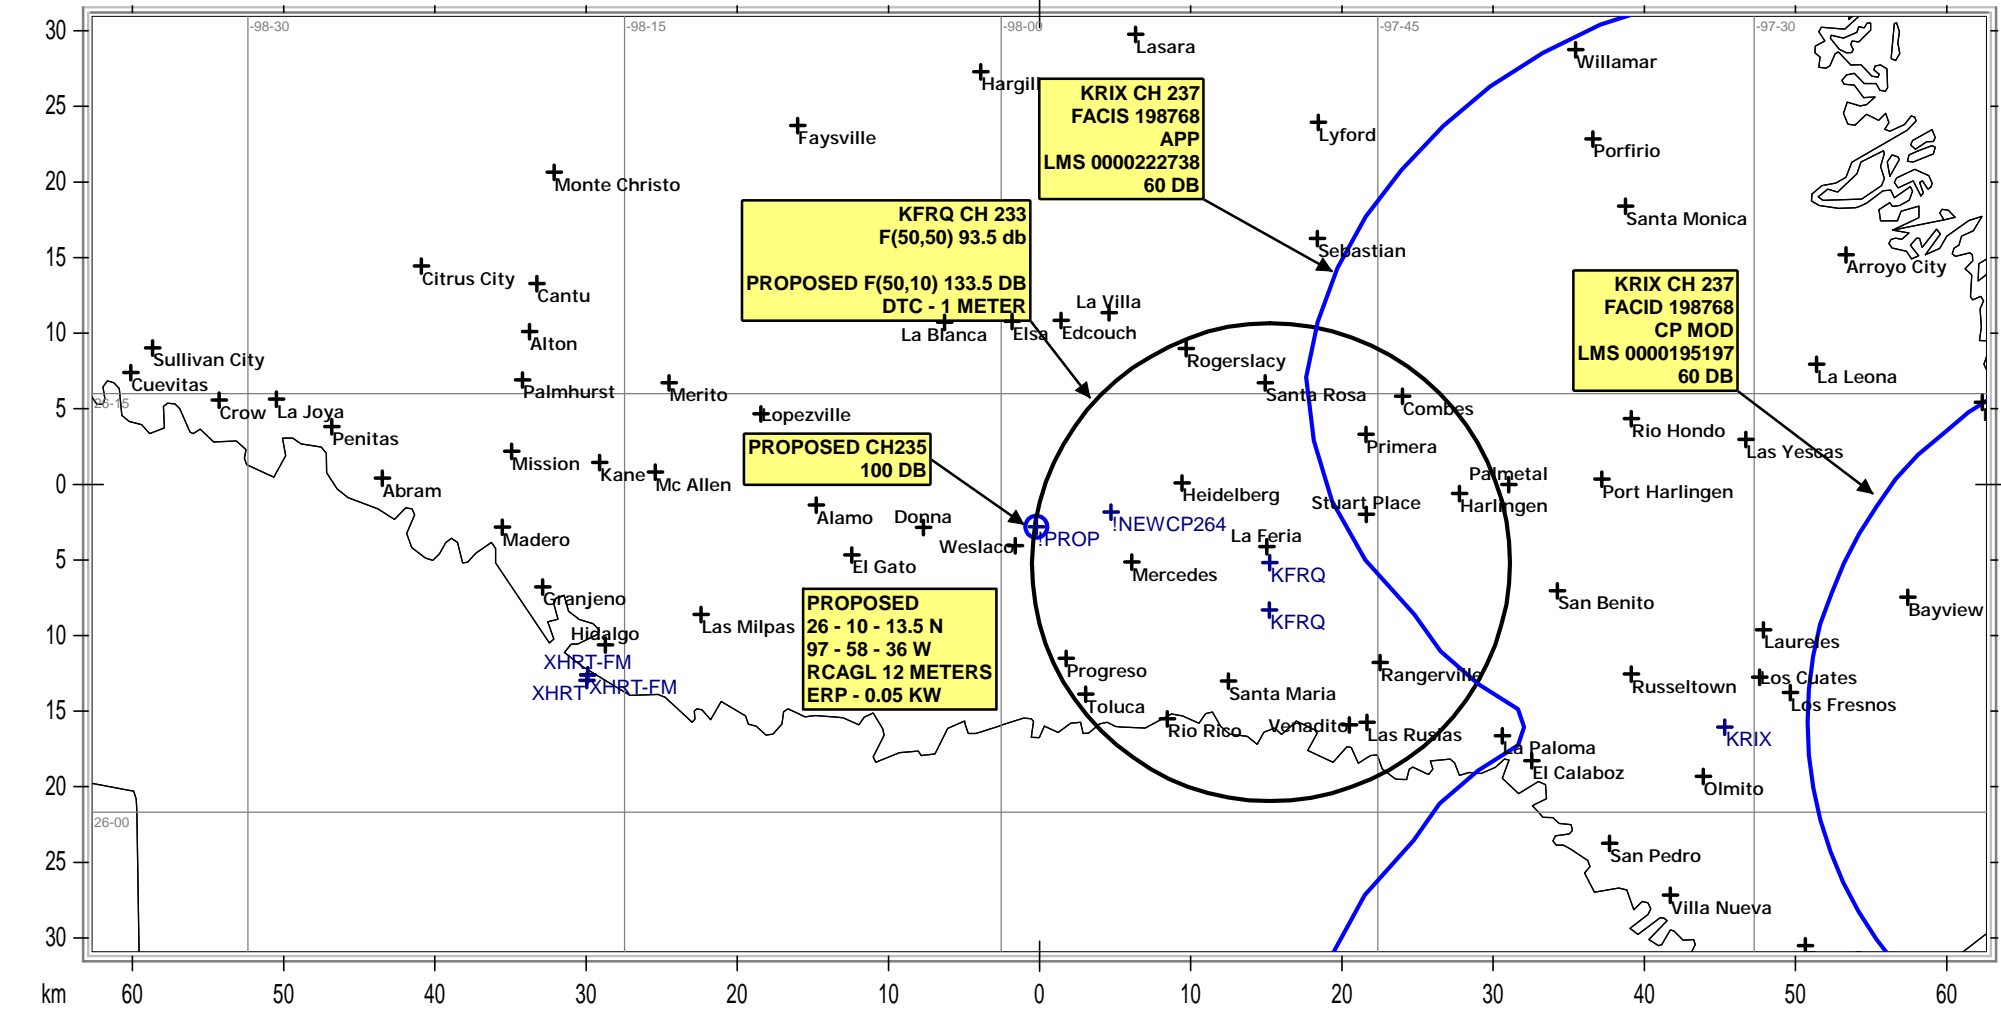 -98-30
-98-15
-98-00
-97-45
-97-30
30
Lasara
Willamar
Hargill
25
KRIX CH 237
FACIS 198768
APP
LMS 0000222738
60 DB
Faysville
Lyford
Porfirio
20
Monte Christo
KFRQ CH 233
F(50,50) 93.5 db
PROPOSED F(50,10) 133.5 DB
DTC - 1 METER
Santa Monica
15
Sebastian
Arroyo City
Citrus City
Cantu
KRIX CH 237
FACID 198768
CP MOD
LMS 0000195197
60 DB
La Villa
10
La Blanca
Elsa
Edcouch
Alton
Sullivan City
Rogerslacy
Cuevitas
La Leona
Palmhurst
Merito
Santa Rosa
26-15
5
Crow
La Joya
Lopezville
Combes
Penitas
Rio Hondo
PROPOSED CH235
100 DB
Primera
Las Yescas
Mission
Kane
Mc Allen
Palmetal
0
Abram
Heidelberg
Stuart Place
Harlingen
Port Harlingen
Alamo
Donna
!NEWCP264
Madero
Weslaco
!PROP
La Feria
5
El Gato
Mercedes
KFRQ
Granjeno
PROPOSED
26 - 10 - 13.5 N
97 - 58 - 36 W
RCAGL 12 METERS
ERP - 0.05 KW
San Benito
Bayview
Las Milpas
KFRQ
Hidalgo
10
Laureles
XHRT-FM
Progreso
Rangerville
XHRT
XHRT-FM
Santa Maria
Russeltown
Los Cuates
Toluca
Los Fresnos
15
Rio Rico
Venadito
Las Rusias
KRIX
La Paloma
El Calaboz
20
Olmito
26-00
25
San Pedro
Villa Nueva
30
km
60
50
40
30
20
10
0
10
20
30
40
50
60